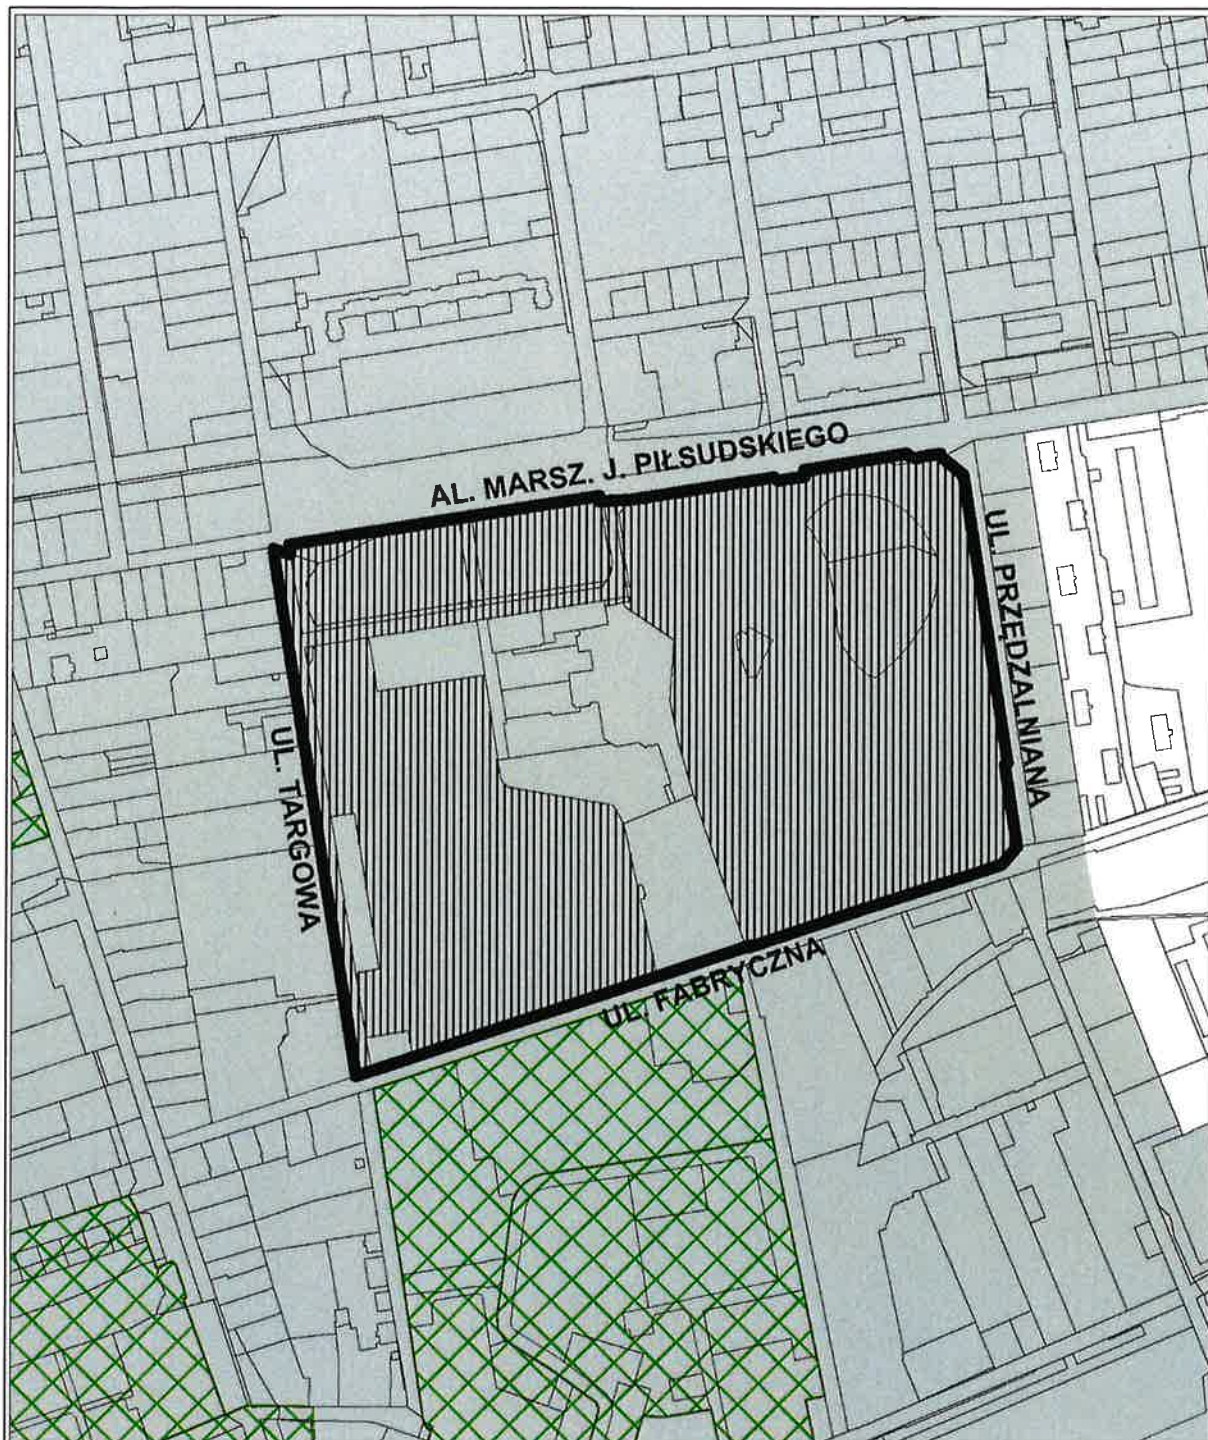 AL. MARSZ. J. PIŁSUDSKIEGO
UL. PRZĘDZALNIANA
UL. TARGOWA
UL. FABRYCZNA